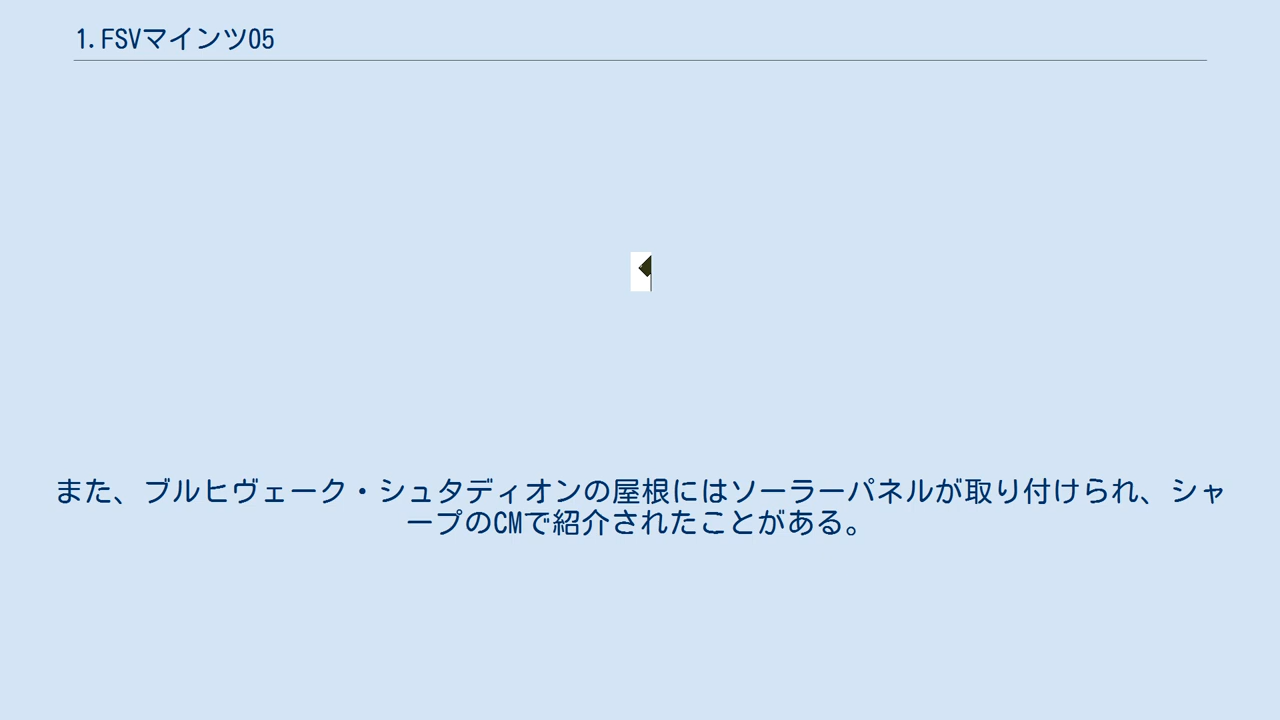 1.FSVマインツ05
また、ブルヒヴェーク・シュタディオンの屋根にはソーラーパネルが取り付けられ、シャ
ープのCMで紹介されたことがある。